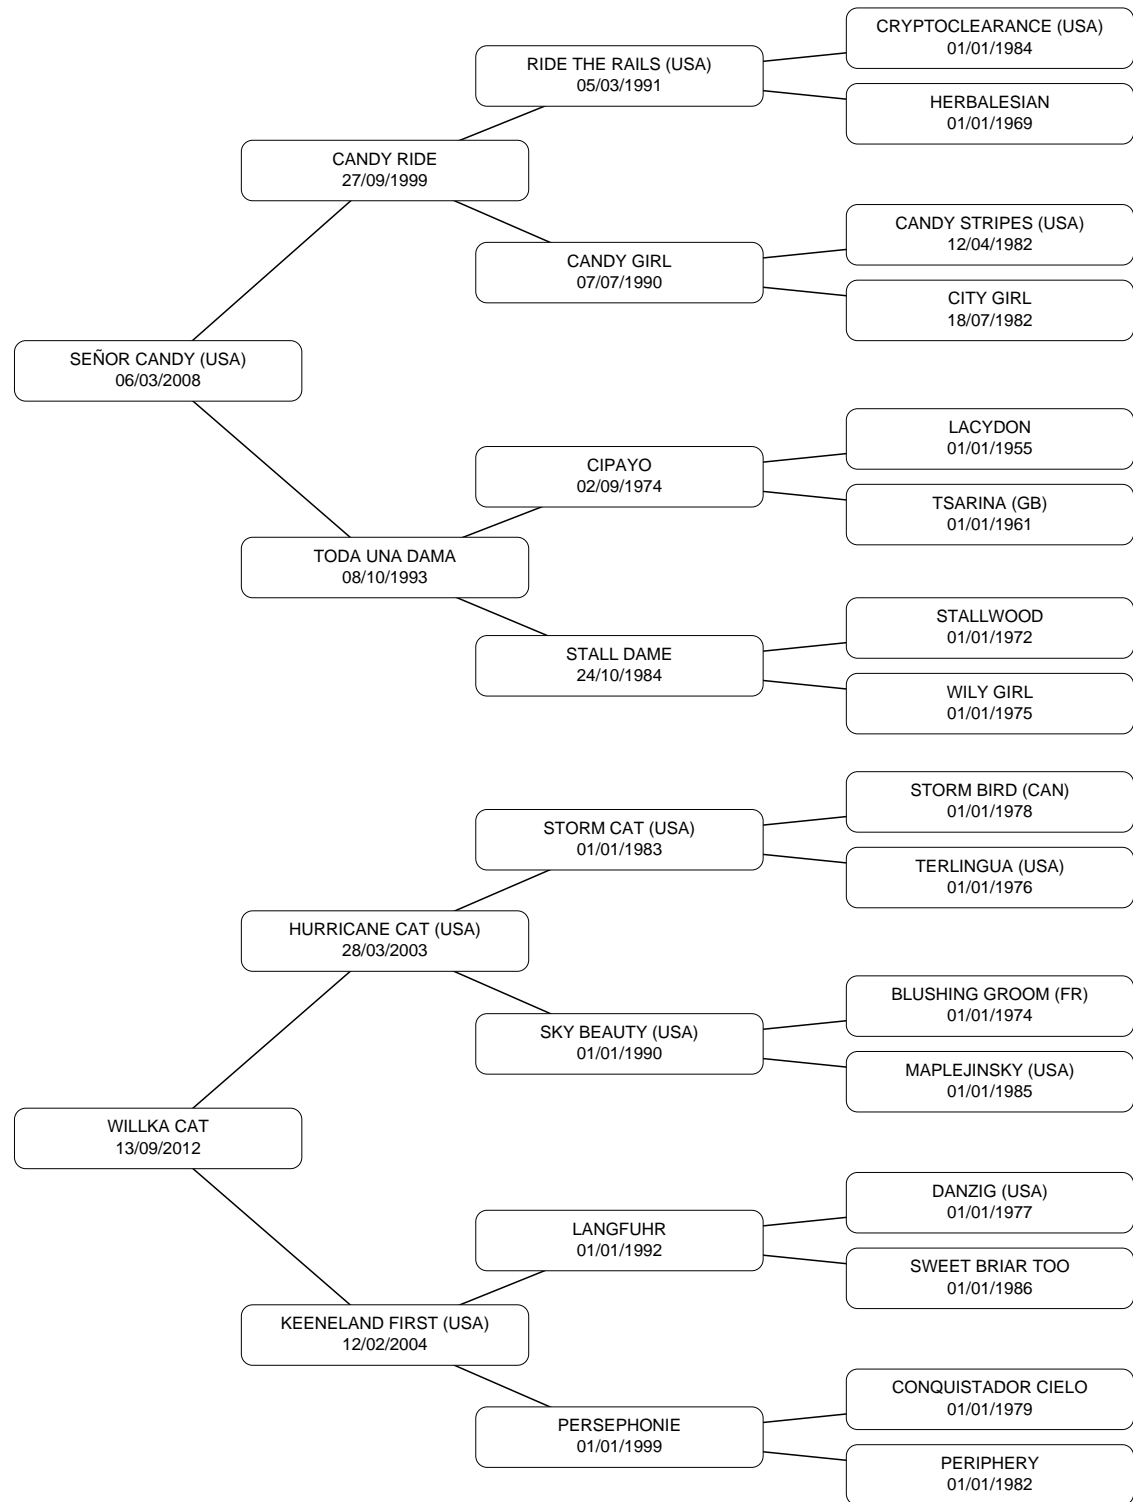 CRYPTOCLEARANCE (USA)
01/01/1984
RIDE THE RAILS (USA)
05/03/1991
HERBALESIAN
01/01/1969
CANDY RIDE
27/09/1999
CANDY STRIPES (USA)
12/04/1982
CANDY GIRL
07/07/1990
CITY GIRL
18/07/1982
SEÑOR CANDY (USA)
06/03/2008
LACYDON
01/01/1955
CIPAYO
02/09/1974
TSARINA (GB)
01/01/1961
TODA UNA DAMA
08/10/1993
STALLWOOD
01/01/1972
STALL DAME
24/10/1984
WILY GIRL
01/01/1975
STORM BIRD (CAN)
01/01/1978
STORM CAT (USA)
01/01/1983
TERLINGUA (USA)
01/01/1976
HURRICANE CAT (USA)
28/03/2003
BLUSHING GROOM (FR)
01/01/1974
SKY BEAUTY (USA)
01/01/1990
MAPLEJINSKY (USA)
01/01/1985
WILLKA CAT
13/09/2012
DANZIG (USA)
01/01/1977
LANGFUHR
01/01/1992
SWEET BRIAR TOO
01/01/1986
KEENELAND FIRST (USA)
12/02/2004
CONQUISTADOR CIELO
01/01/1979
PERSEPHONIE
01/01/1999
PERIPHERY
01/01/1982